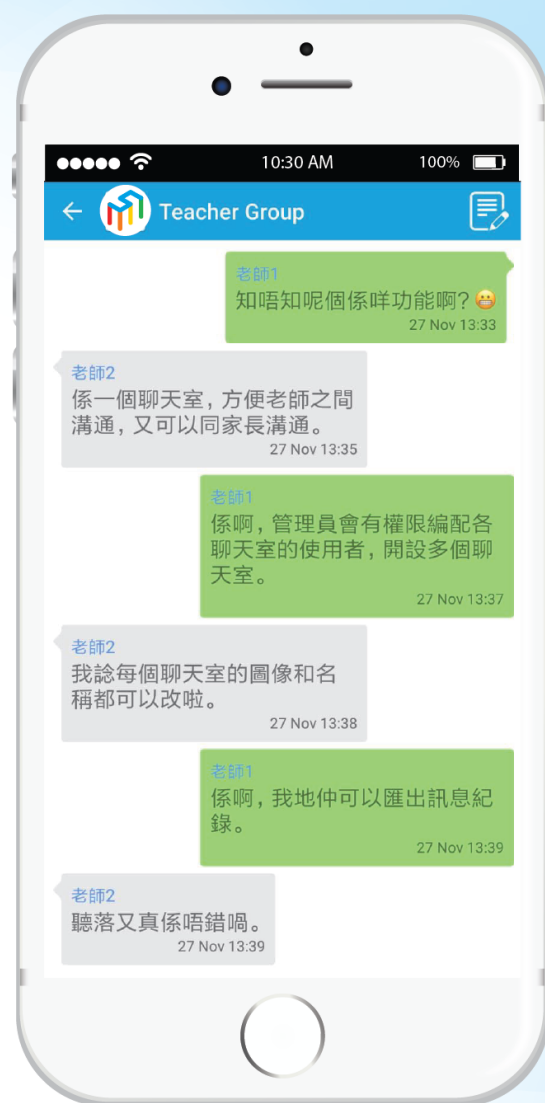 10:30 AM 100%
Teacher Group
老師1
知唔知呢個係咩功能啊?😬
27 Nov 13:33
老師2
係一個聊天室,方便老師之間
溝通,又可以同家長溝通。
27 Nov 13:35
老師1
係啊,管理員會有權限編配各
聊天室的使用者,開設多個聊
天室。
27 Nov 13:37
老師2
我諗每個聊天室的圖像和名
稱都可以改啦。
27 Nov 13:38
老師1
係啊,我地仲可以匯出訊息紀
錄。
27 Nov 13:39
老師2
聽落又真係唔錯喎。
27 Nov 13:39